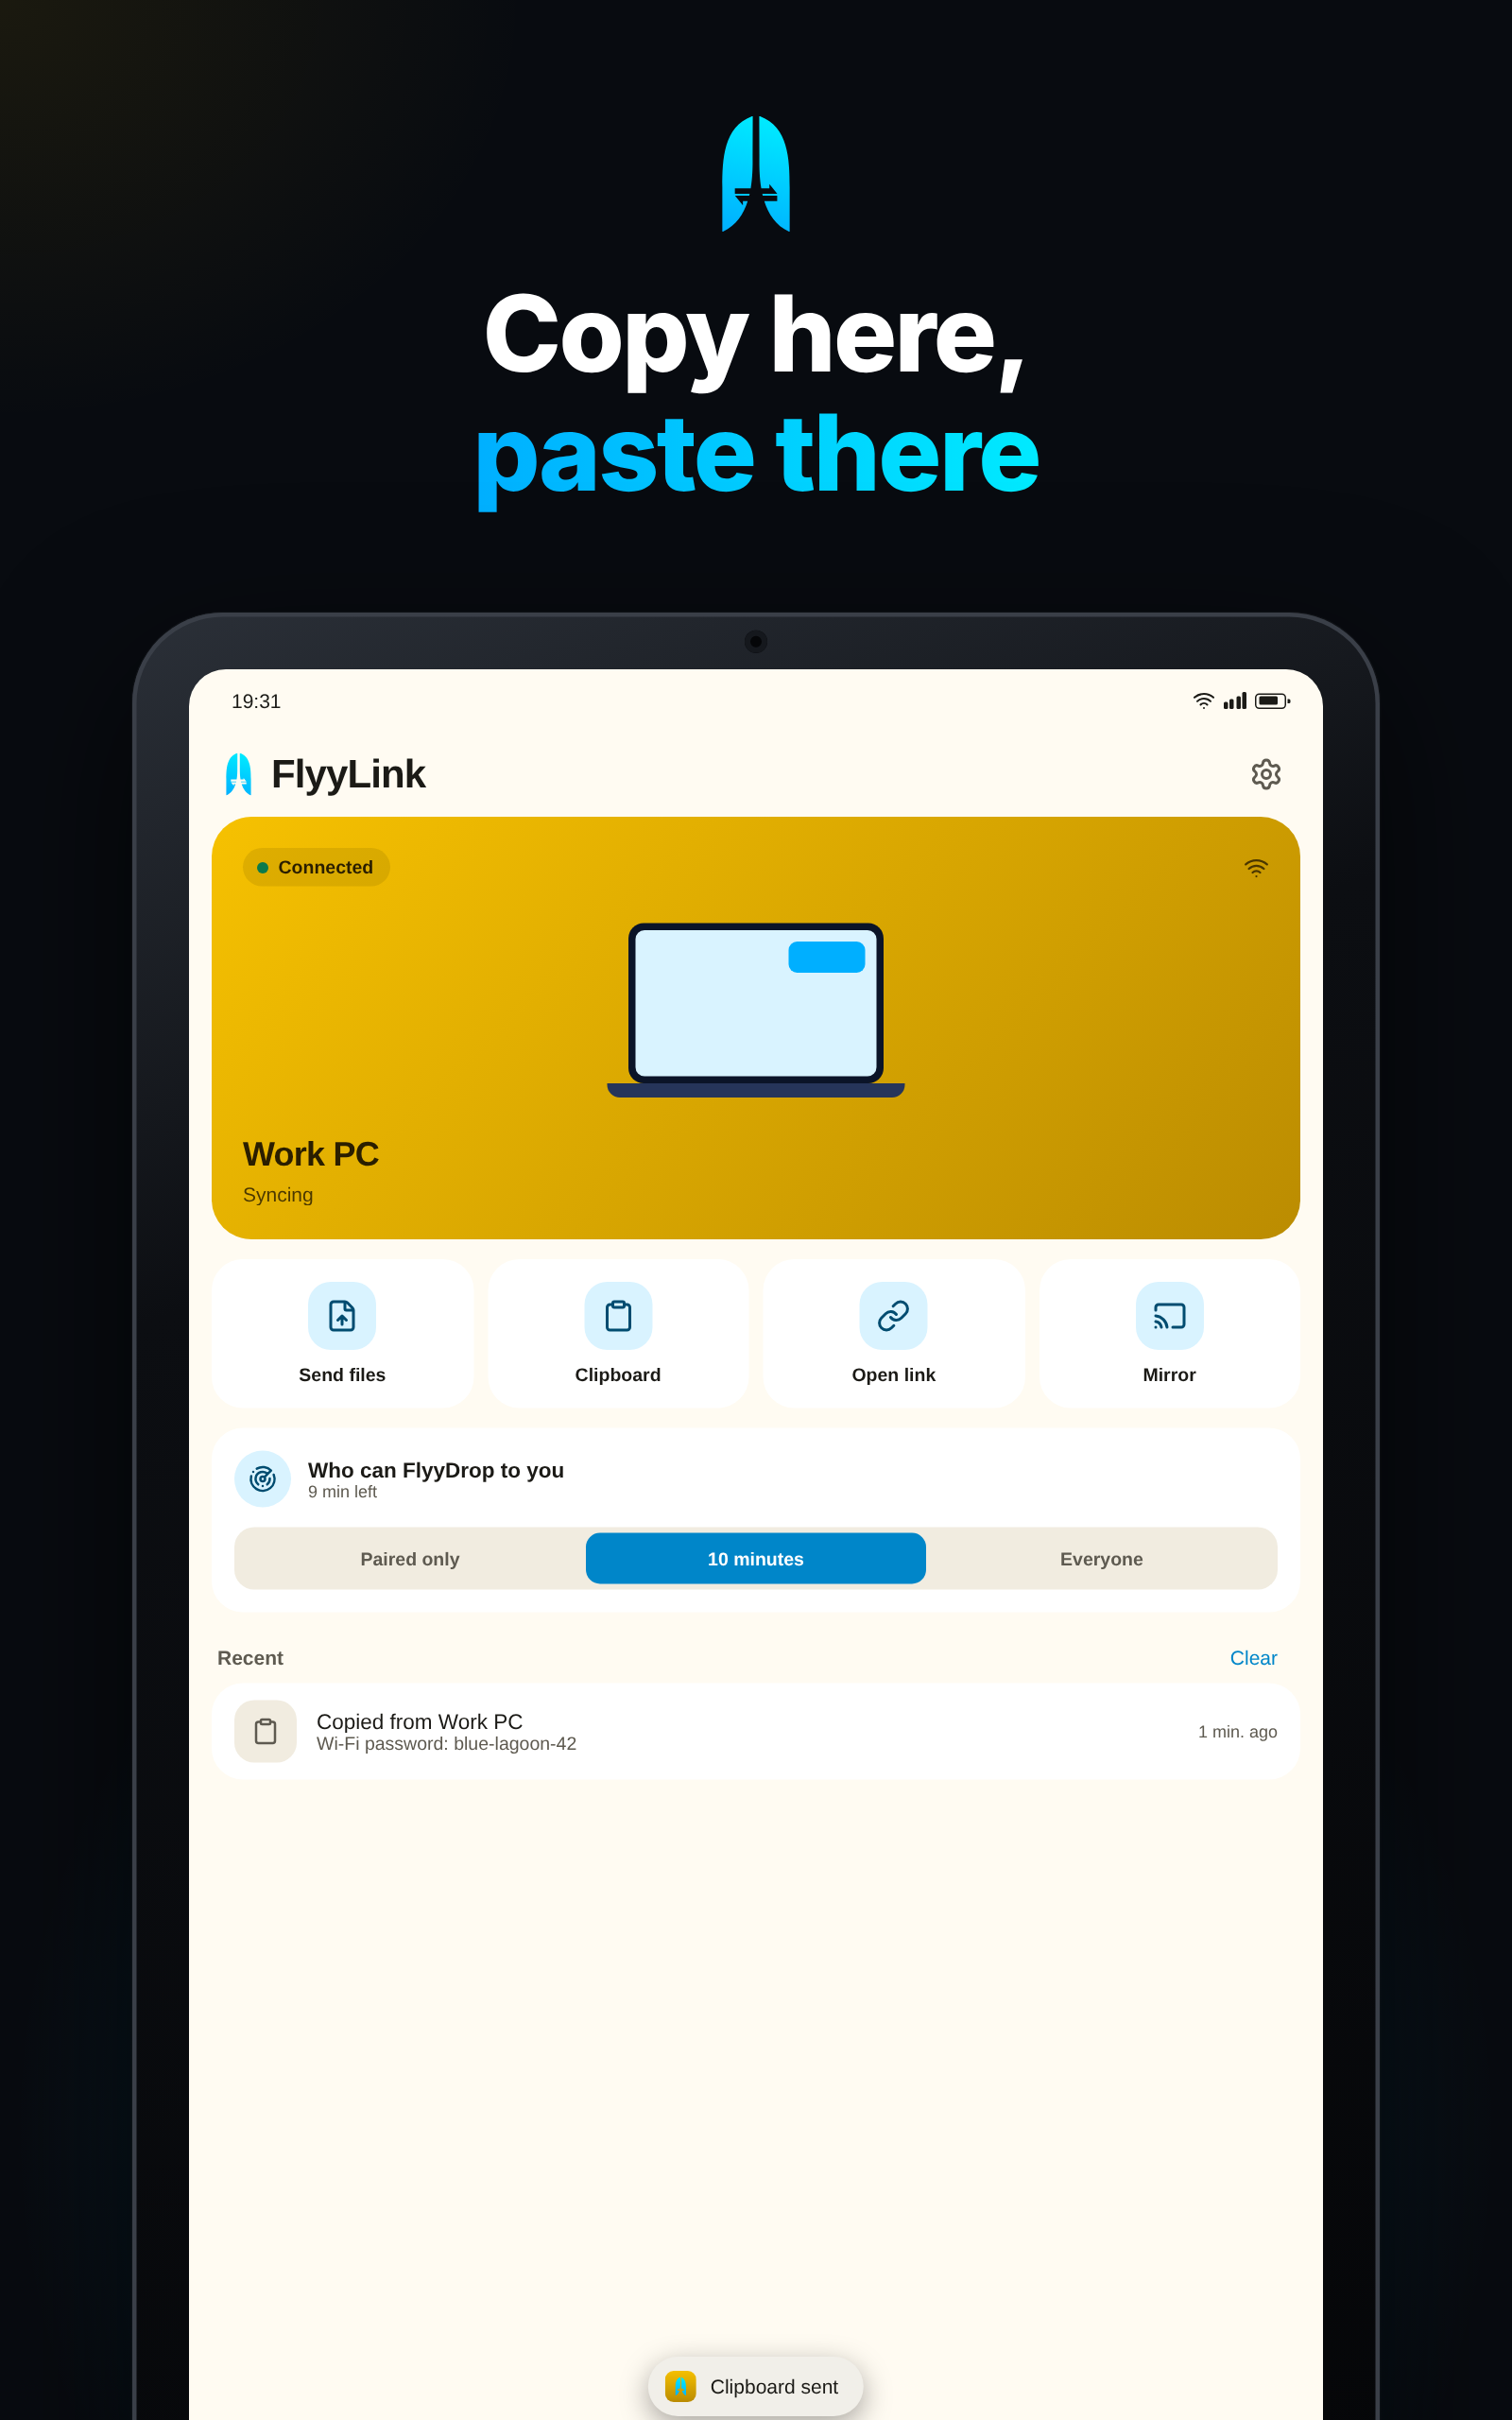 Copy here,
paste there
19:31
FlyyLink
Connected
Work PC
Syncing
Send files
Clipboard
Open link
Mirror
Who can FlyyDrop to you
9 min left
Paired only
10 minutes
Everyone
Recent
Clear
Copied from Work PC
Wi-Fi password: blue-lagoon-42
1 min. ago
Clipboard sent